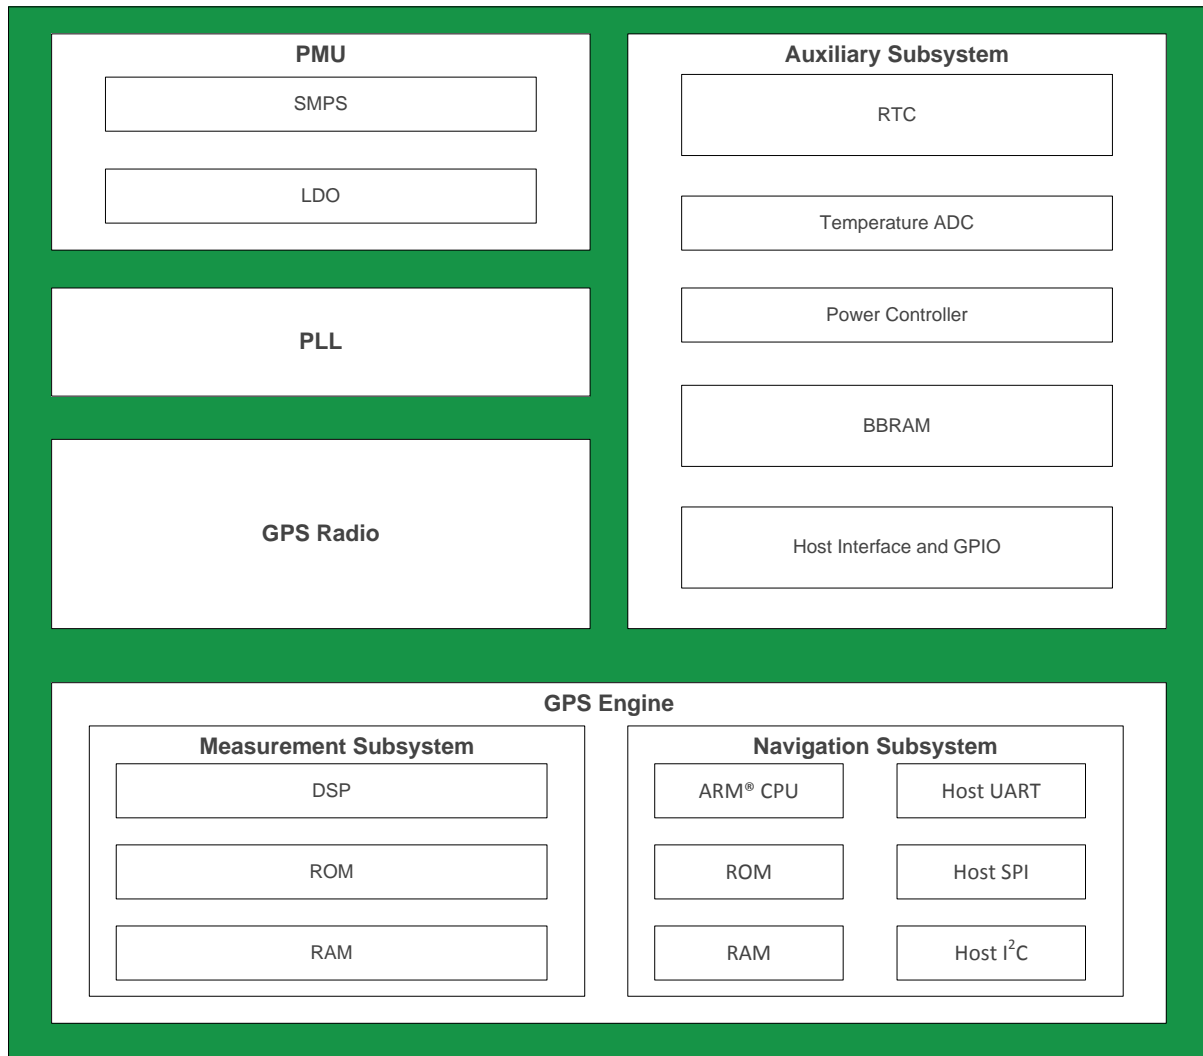 PMU
SMPS
LDO
PLL
GPS Radio
Auxiliary Subsystem
RTC
Temperature ADC
Power Controller
BBRAM
Host Interface and GPIO
GPS Engine
Measurement Subsystem
DSP
ROM
RAM
Navigation Subsystem
ARM® CPU
Host UART
ROM
Host SPI
RAM
Host I²C